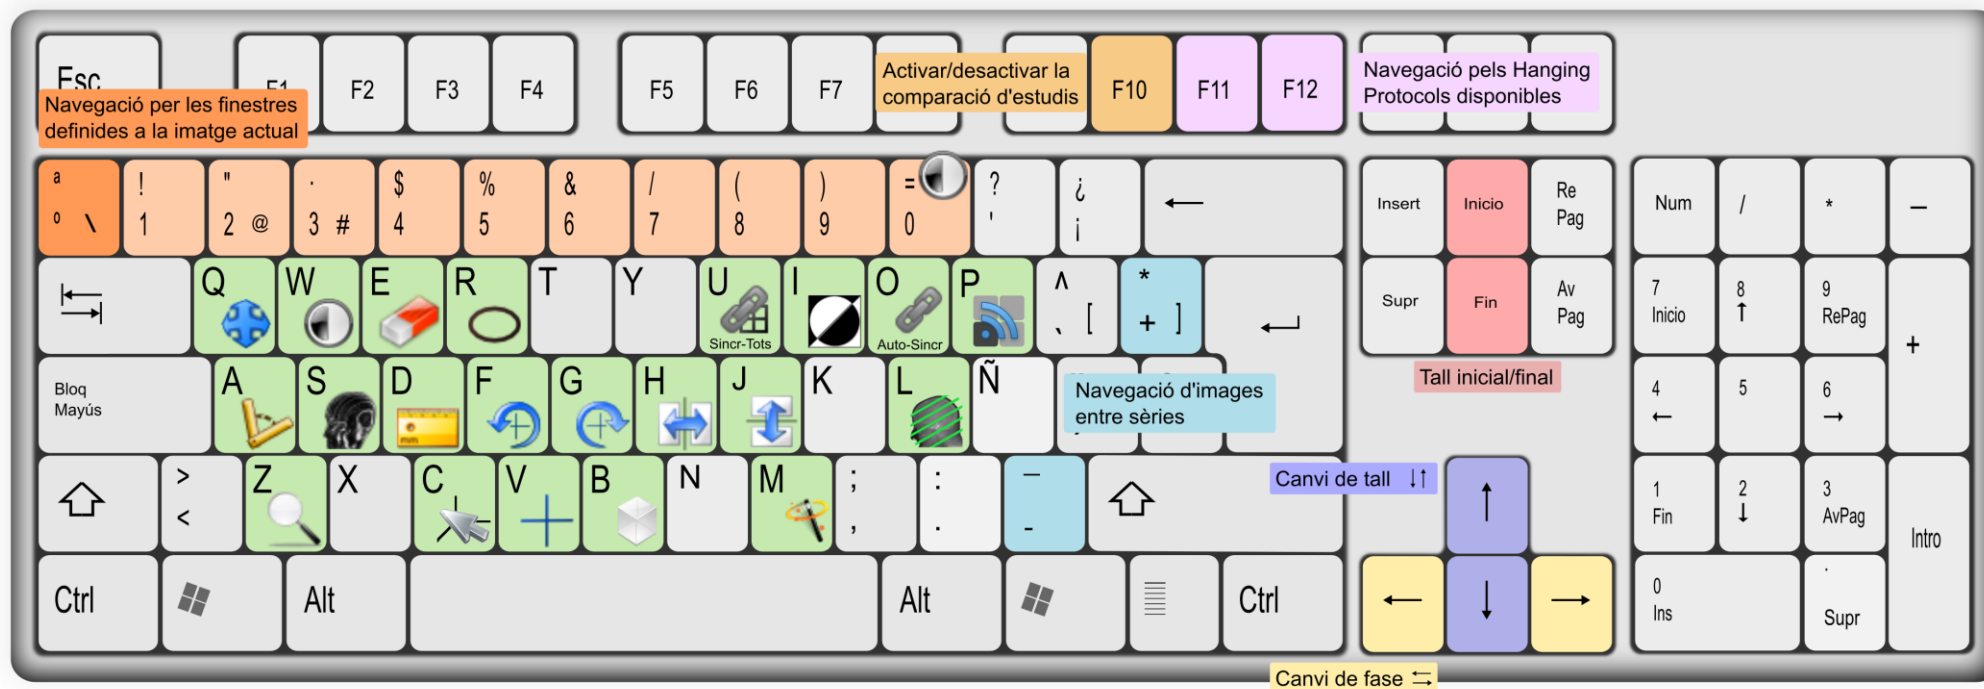 Esc F1 F2 F3 F4 F5 F6 F7 F10 F11 F12
Navegació per les finestres
definides a la imatge actual
Activar/desactivar la
comparació d'estudis
Navegació pels Hanging
Protocols disponibles
a ! " · $ % & / ( ) = ? ¿
º \ 1 2 @ 3 # 4 5 6 7 8 9 0 ' ¡ ←
Insert Inicio Re
Pag
Num / * –
Q W E R T Y U I O P ^ *
` [ + ]
Sincr-Tots Auto-Sincr
Supr Fin Av
Pag
7 8 9
Inicio ↑ RePag
+
Bloq
Mayús
A S D F G H J K L Ñ
mm
Navegació d'images
entre sèries
Tall inicial/final
4 5 6
← →
> Z X C V B N M ; : _
< , . -
Canvi de tall ↓↑
↑
1 2 3
Fin ↓ AvPag
Intro
Ctrl Alt Alt Ctrl
← ↓ →
0 .
Ins Supr
Canvi de fase ⇆